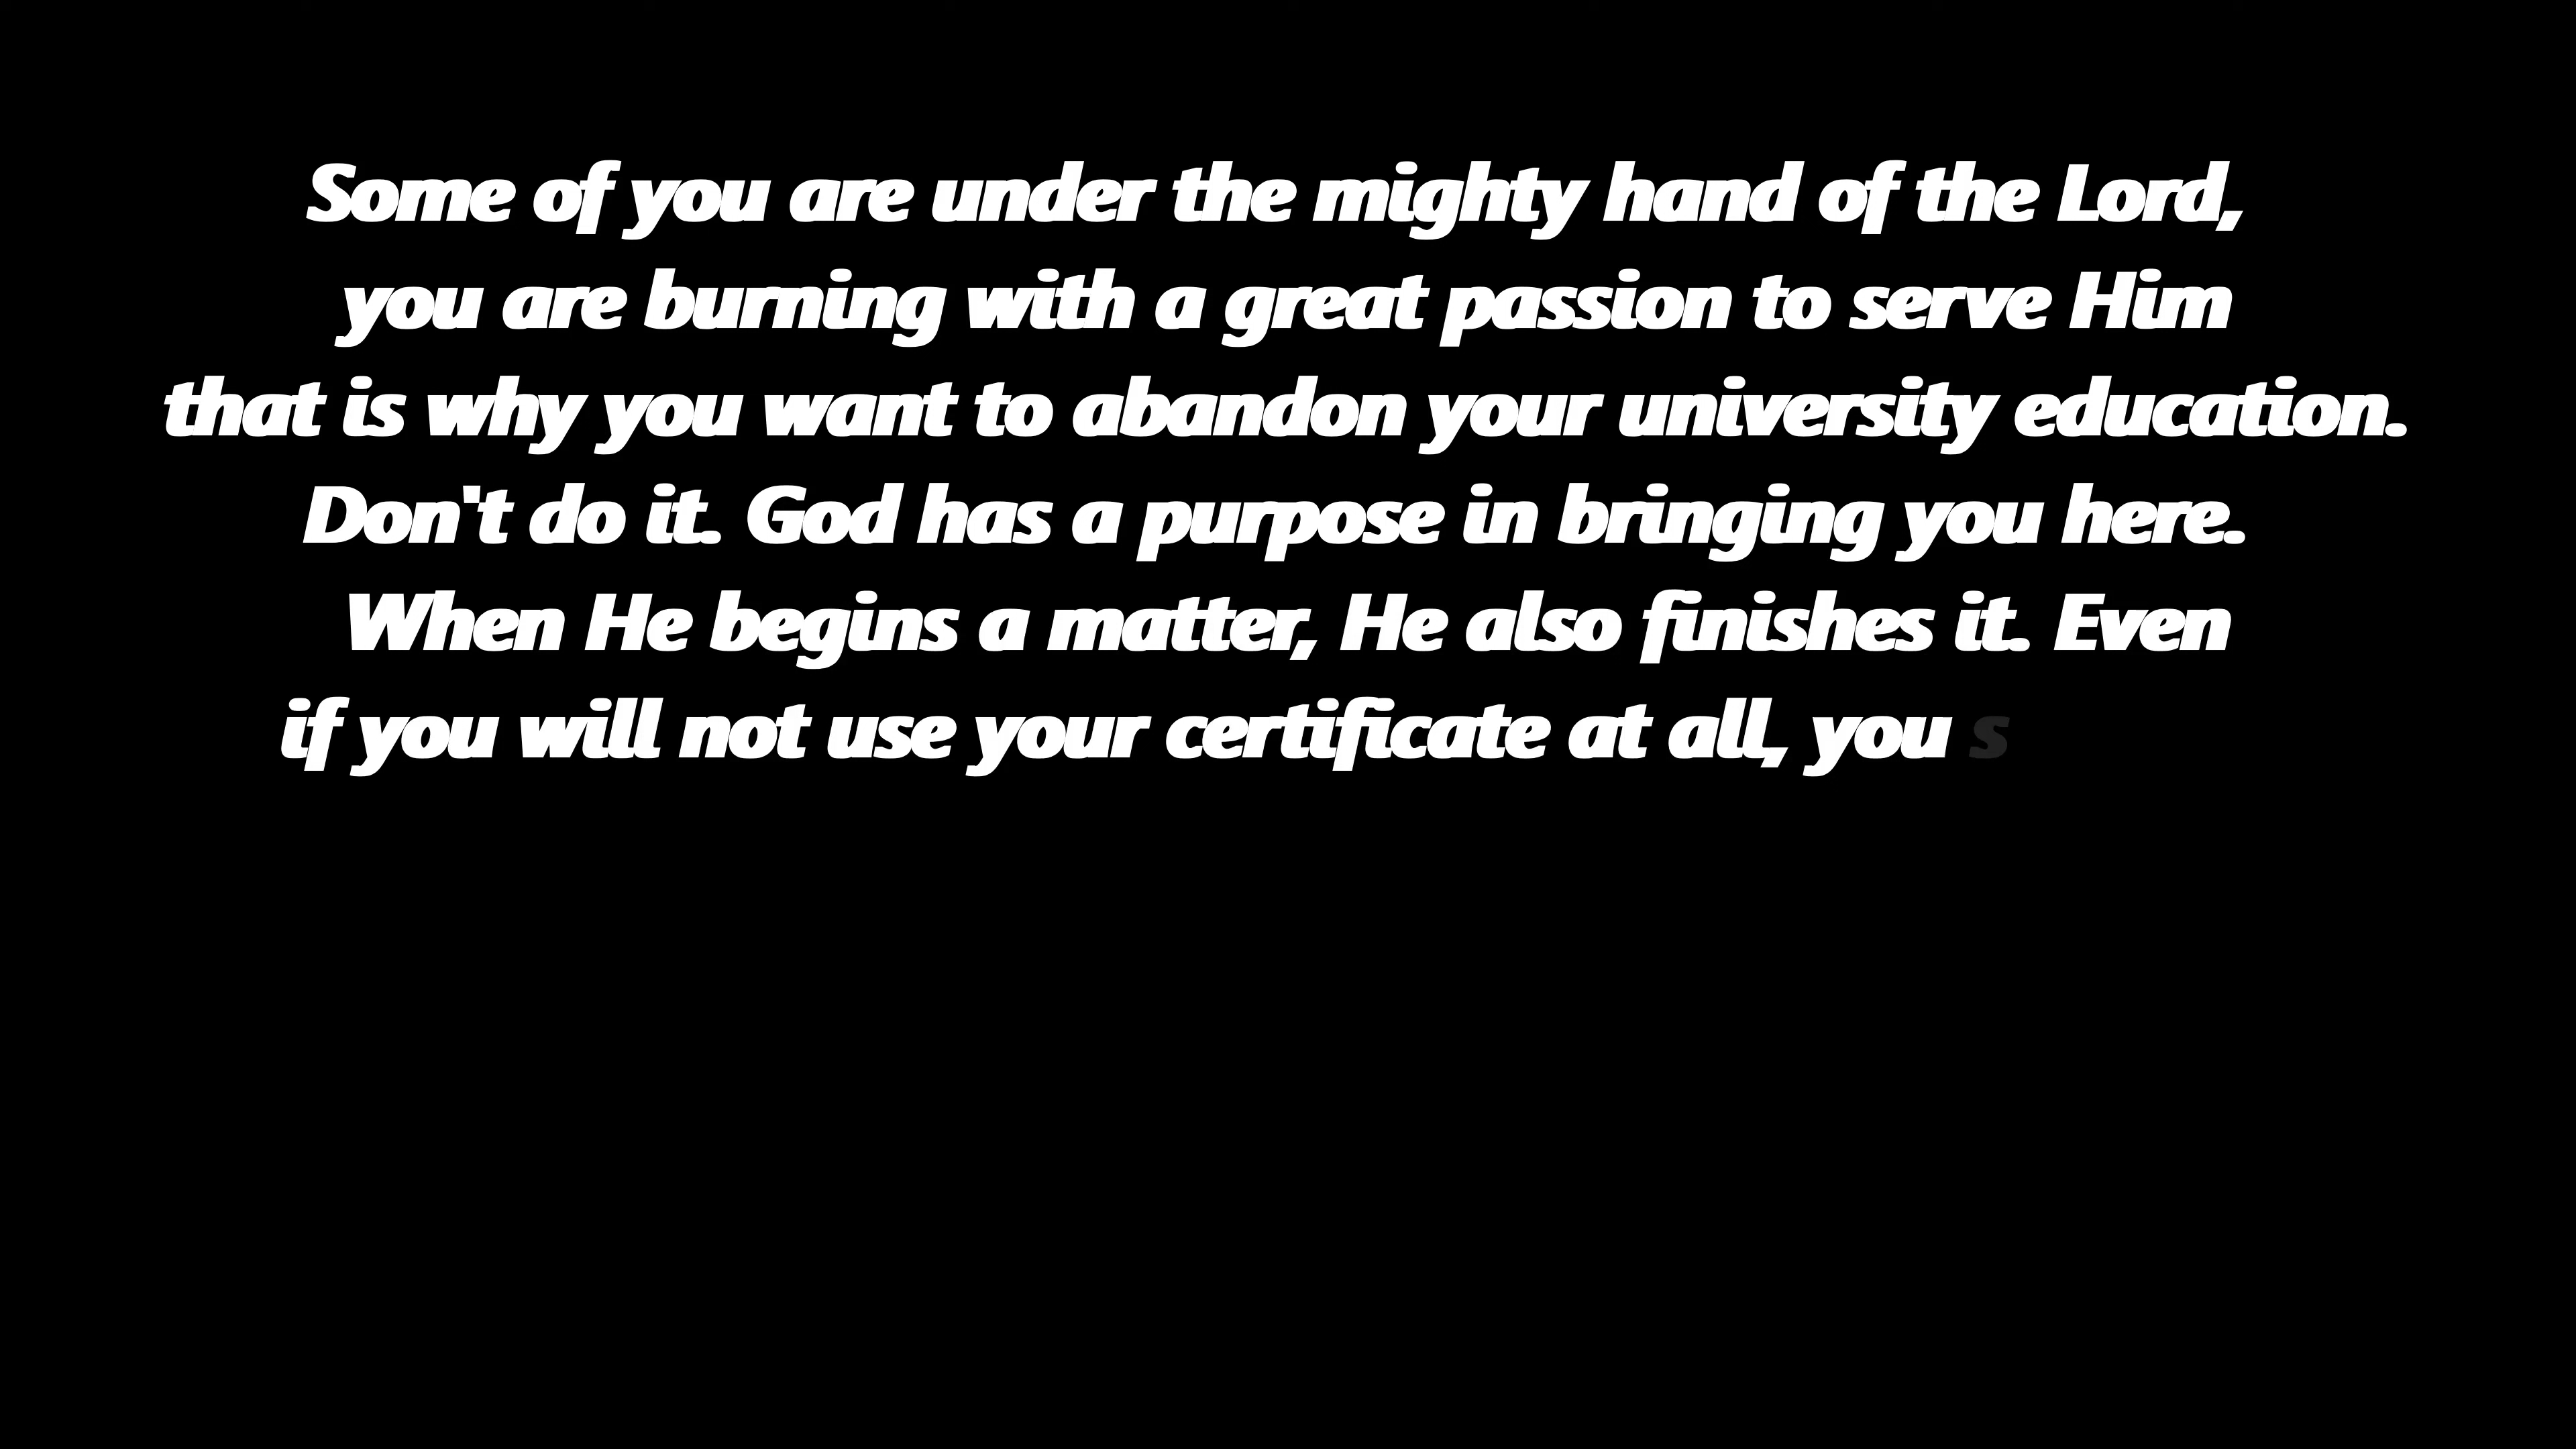 Some of you are under the mighty hand of the Lord,
you are burning with a great passion to serve Him
that is why you want to abandon your university education.
Don't do it. God has a purpose in bringing you here.
When He begins a matter, He also finishes it. Even
if you will not use your certificate at all, you s